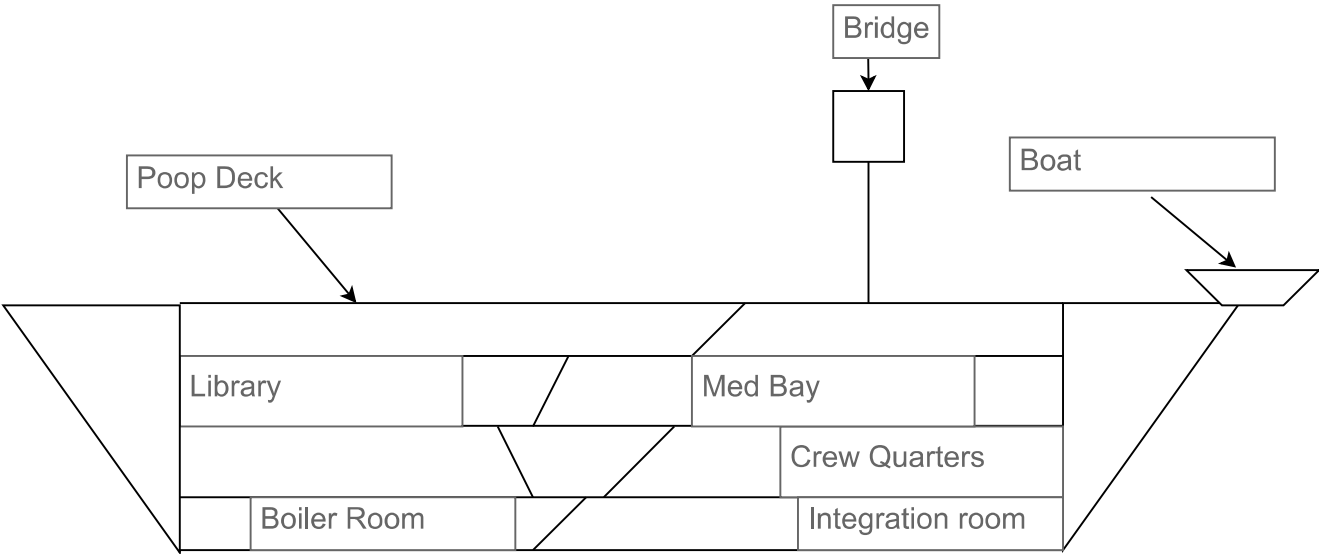 Bridge
Boat
Poop Deck
Library
Med Bay
Crew Quarters
Boiler Room
Integration room